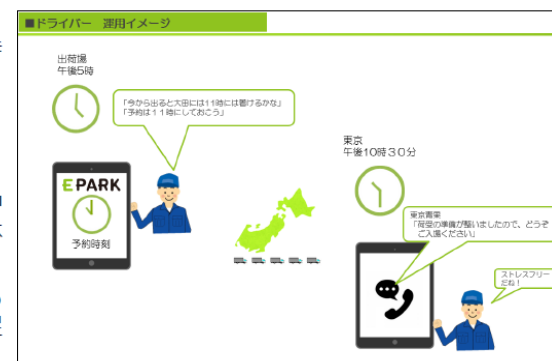 ■ドライバー 運用イメージ
出荷場
午後5時
「今から出ると大田には11時には着けるかな」
「予約は11時にしておこう」
EPARK
予約時刻
東京
午後10時30分
東京青果
「荷受の準備が整いましたので、どうぞ
ご入場ください」
ストレスフリー
だね!